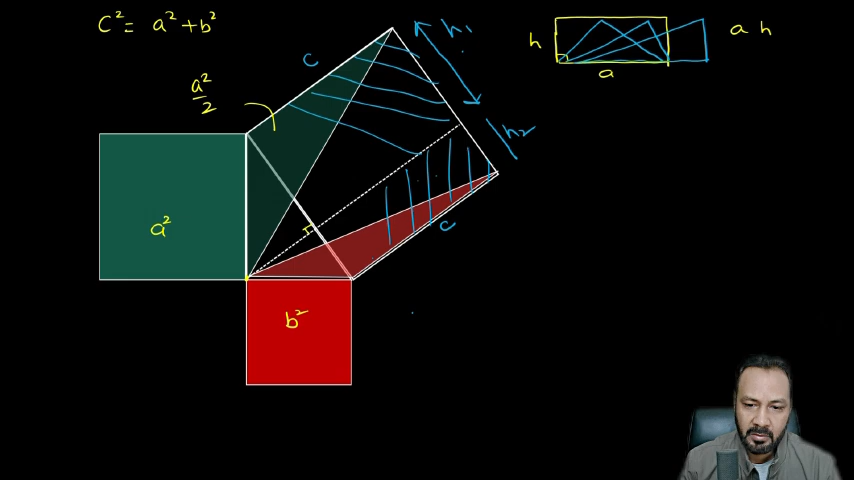 C² = a² + b²
h₁
h
a h
a
c
a²/2
h₂
a²
c
b²